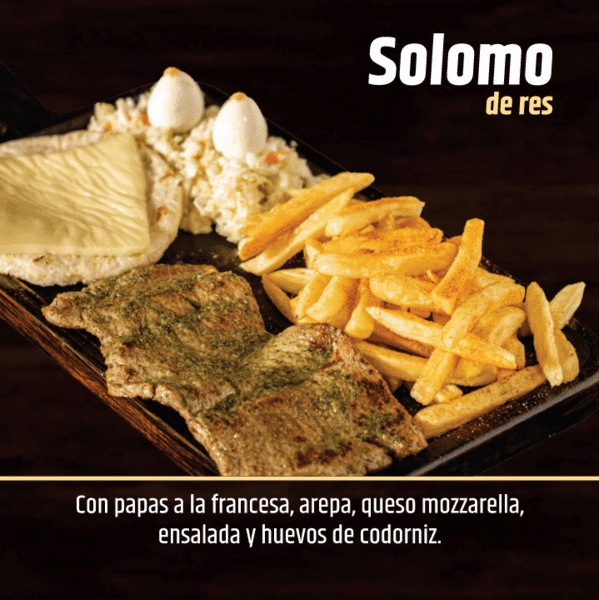 Solomo
de res
Con papas a la francesa, arepa, queso mozzarella,
ensalada y huevos de codorniz.